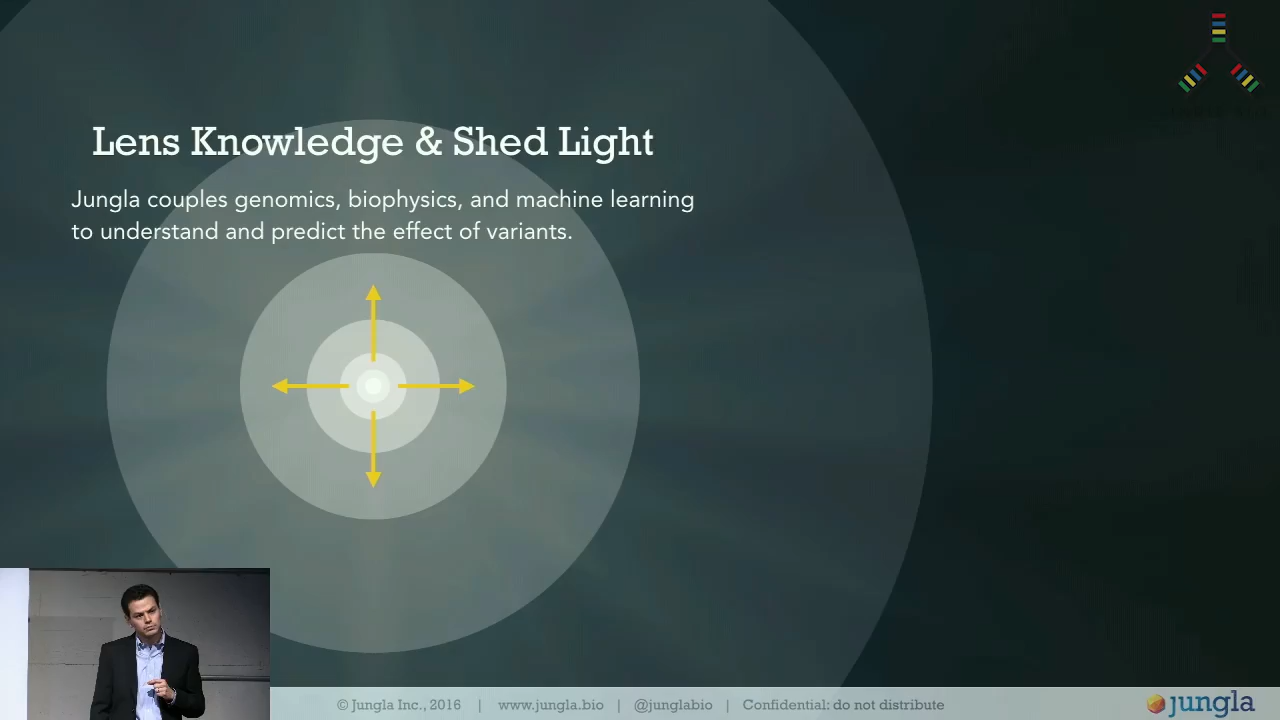 Lens Knowledge & Shed Light
Jungla couples genomics, biophysics, and machine learning
to understand and predict the effect of variants.
© Jungla Inc., 2016 | www.jungla.bio | @junglabio | Confidential: do not distribute
jungla